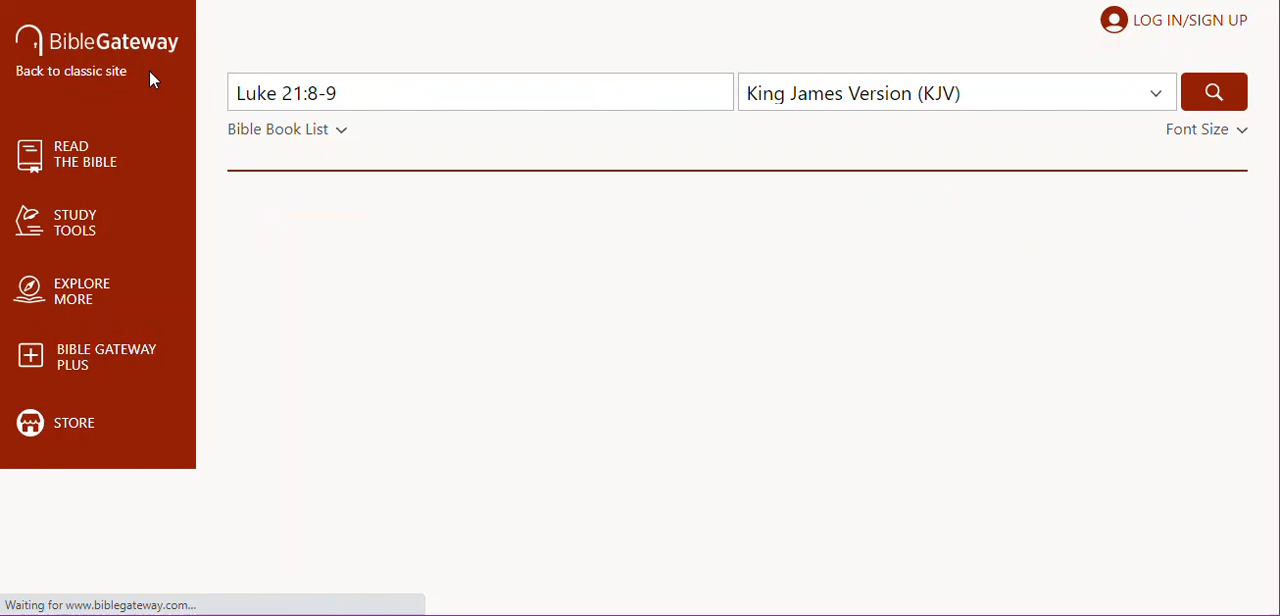 LOG IN/SIGN UP
BibleGateway
Back to classic site
Luke 21:8-9
King James Version (KJV)
Bible Book List
Font Size
READ
THE BIBLE
STUDY
TOOLS
EXPLORE
MORE
BIBLE GATEWAY
PLUS
STORE
Waiting for www.biblegateway.com...